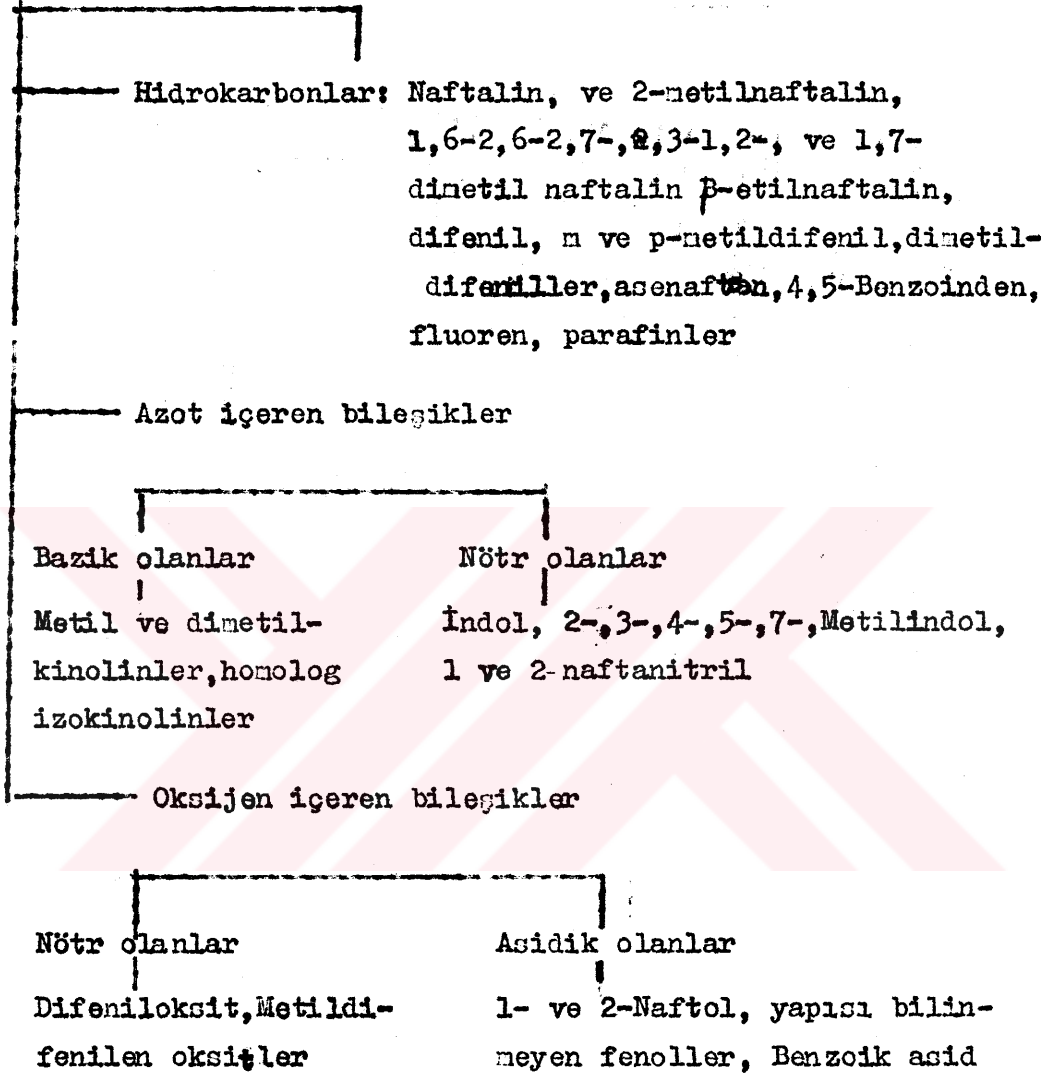 Hidrokarbonlar: Naftalin, ve 2-metilnaftalin,
1,6-2,6-2,7-,2,3-1,2-, ve 1,7-
dimetil naftalin β-etilnaftalin,
difenil, m ve p-metildifenil,dimetil-
difeniller,asenaften,4,5-Benzoinden,
fluoren, parafinler
Azot içeren bileşikler
Bazik olanlar Nötr olanlar
Metil ve dimetil- İndol, 2-,3-,4-,5-,7-,Metilindol,
kinolinler,homolog 1 ve 2-naftanitril
izokinolinler
Oksijen içeren bileşikler
Nötr olanlar Asidik olanlar
Difeniloksit,Metildi- 1- ve 2-Naftol, yapısı bilin-
fenilen oksitler meyen fenoller, Benzoik asid